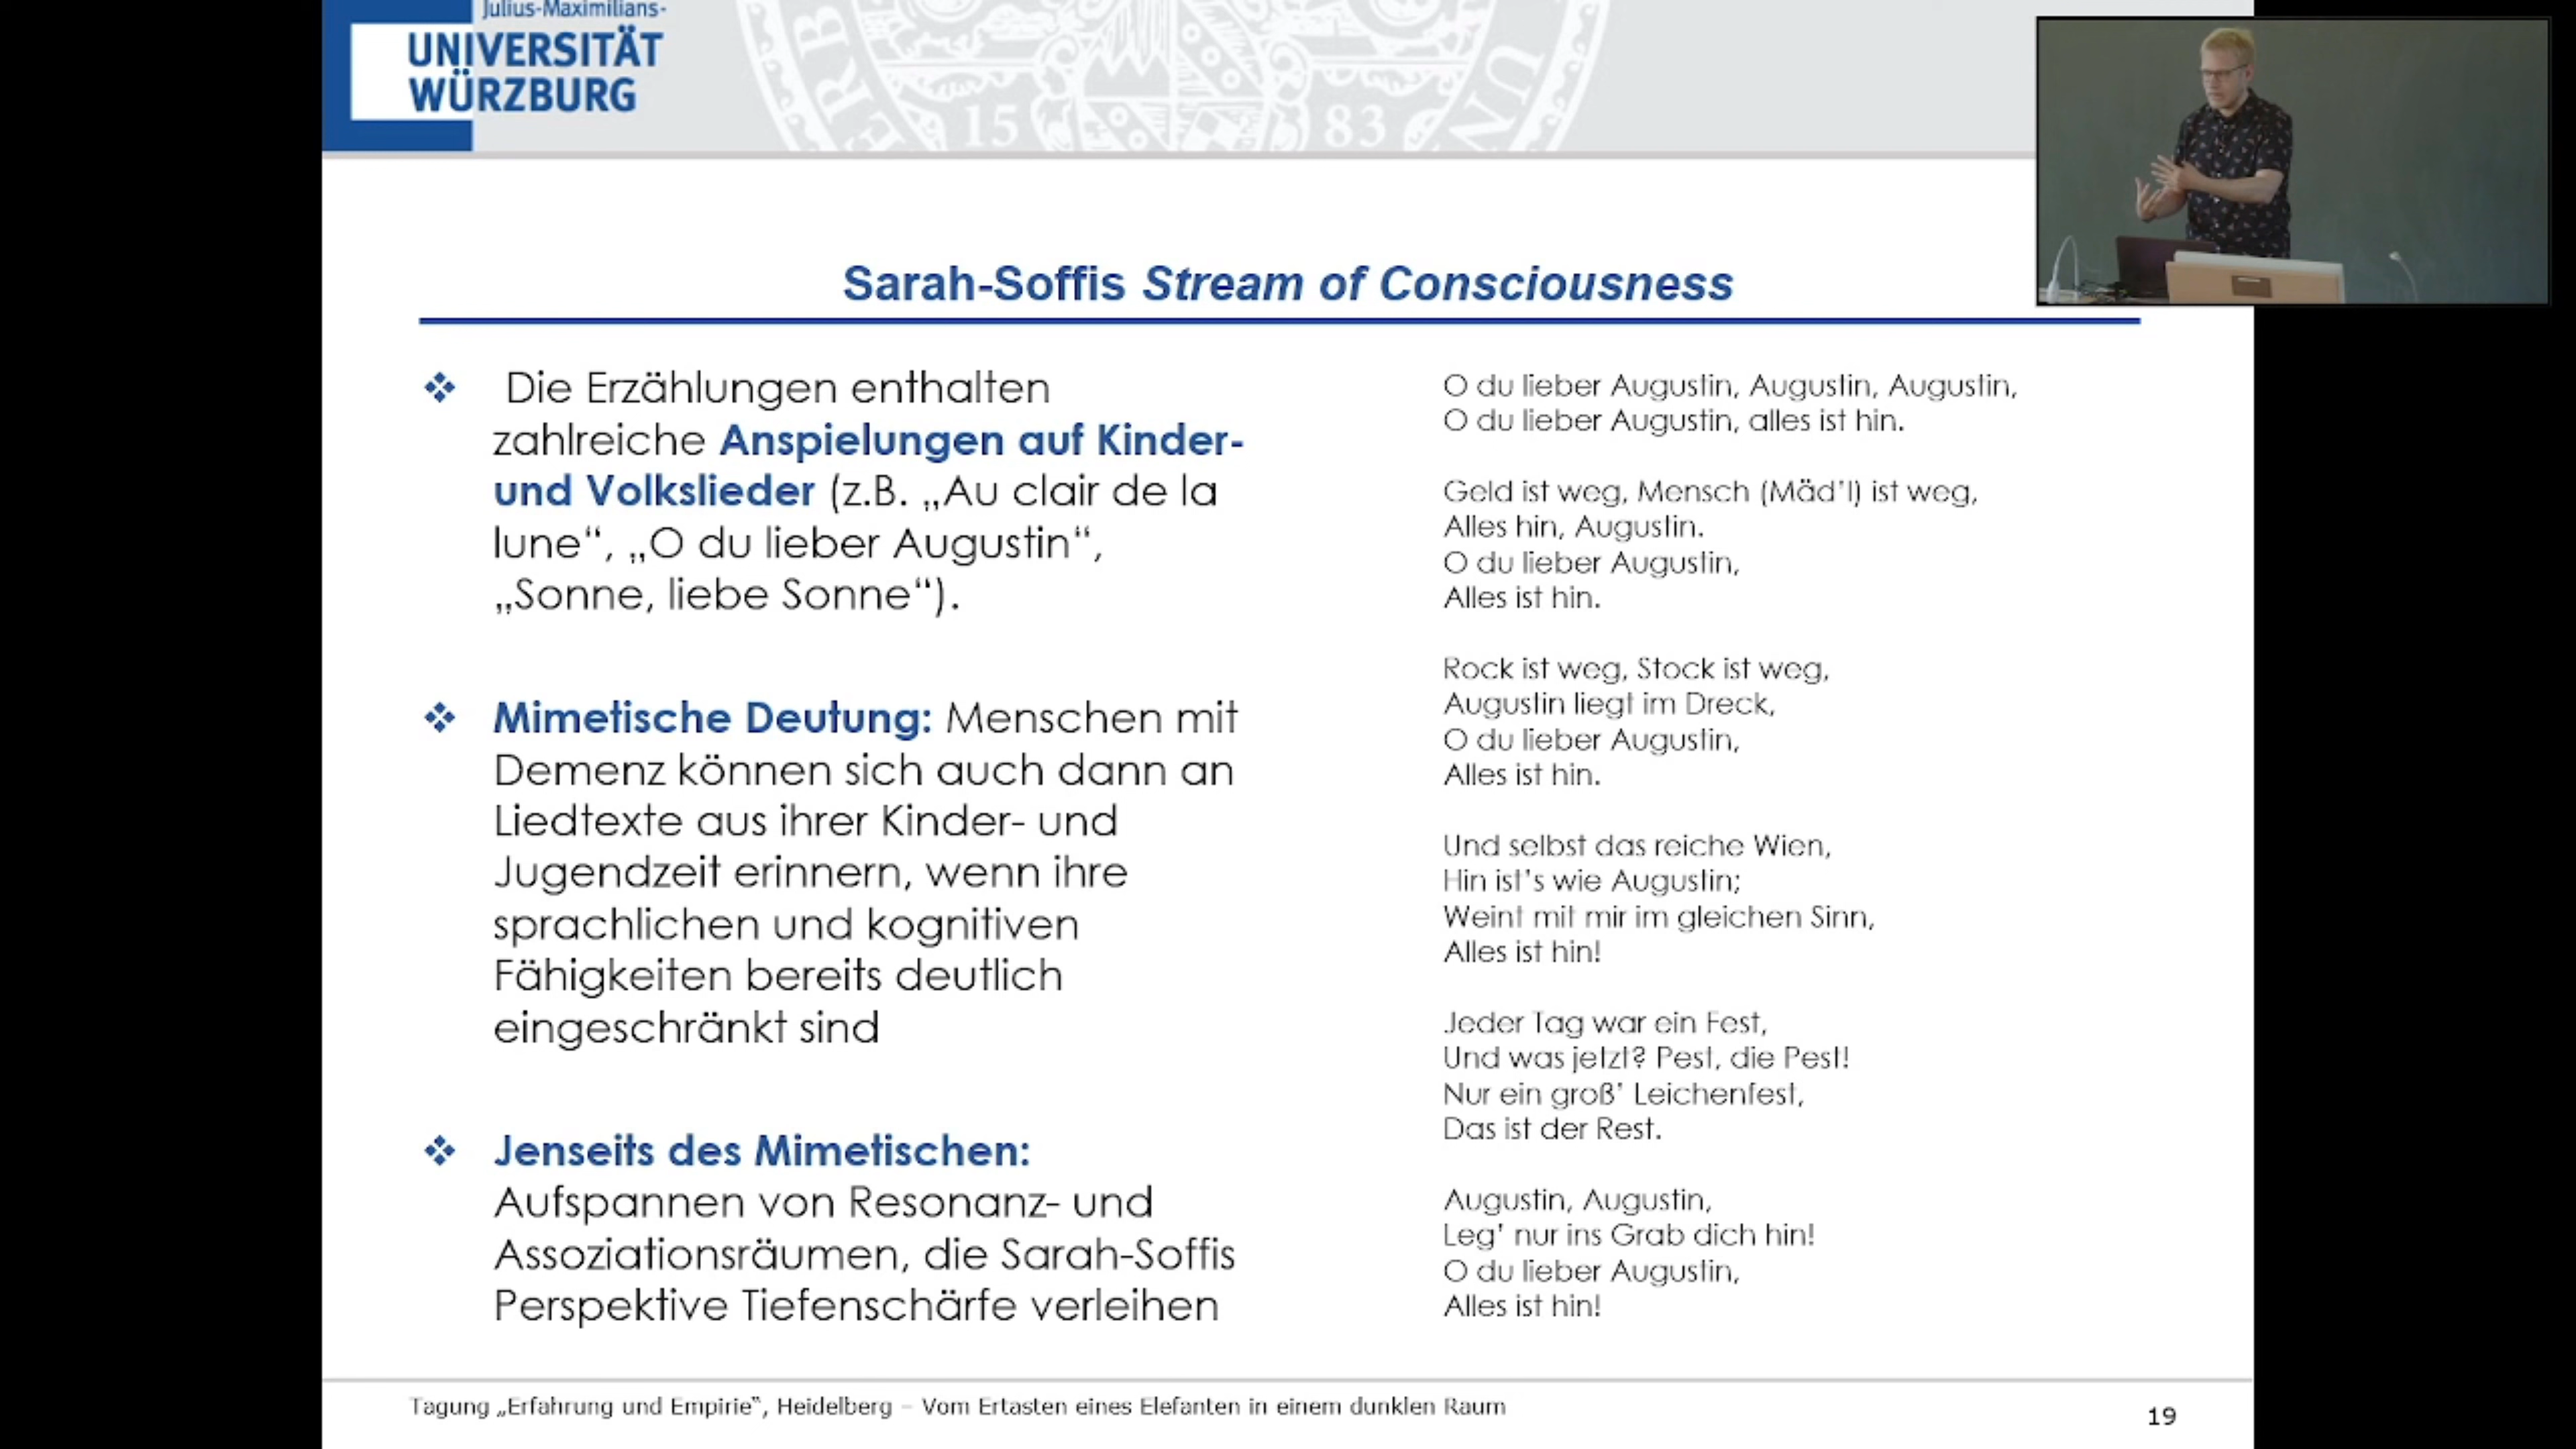 Julius-Maximilians-
UNIVERSITÄT
WÜRZBURG
15 83
Sarah-Soffis Stream of Consciousness
❖ Die Erzählungen enthalten
zahlreiche Anspielungen auf Kinder-
und Volkslieder (z.B. „Au clair de la
lune“, „O du lieber Augustin“,
„Sonne, liebe Sonne“).
❖ Mimetische Deutung: Menschen mit
Demenz können sich auch dann an
Liedtexte aus ihrer Kinder- und
Jugendzeit erinnern, wenn ihre
sprachlichen und kognitiven
Fähigkeiten bereits deutlich
eingeschränkt sind
❖ Jenseits des Mimetischen:
Aufspannen von Resonanz- und
Assoziationsräumen, die Sarah-Soffis
Perspektive Tiefenschärfe verleihen
O du lieber Augustin, Augustin, Augustin,
O du lieber Augustin, alles ist hin.
Geld ist weg, Mensch (Mäd’l) ist weg,
Alles hin, Augustin.
O du lieber Augustin,
Alles ist hin.
Rock ist weg, Stock ist weg,
Augustin liegt im Dreck,
O du lieber Augustin,
Alles ist hin.
Und selbst das reiche Wien,
Hin ist’s wie Augustin;
Weint mit mir im gleichen Sinn,
Alles ist hin!
Jeder Tag war ein Fest,
Und was jetzt? Pest, die Pest!
Nur ein groß’ Leichenfest,
Das ist der Rest.
Augustin, Augustin,
Leg’ nur ins Grab dich hin!
O du lieber Augustin,
Alles ist hin!
Tagung „Erfahrung und Empirie“, Heidelberg – Vom Ertasten eines Elefanten in einem dunklen Raum
19